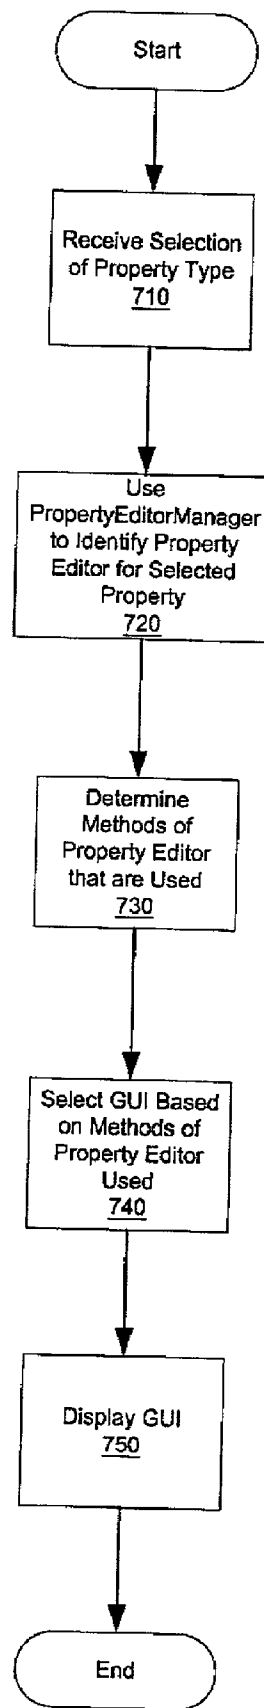 Start
Receive Selection
of Property Type
710
Use
PropertyEditorManager
to Identify Property
Editor for Selected
Property
720
Determine
Methods of
Property Editor
that are Used
730
Select GUI Based
on Methods of
Property Editor
Used
740
Display GUI
750
End